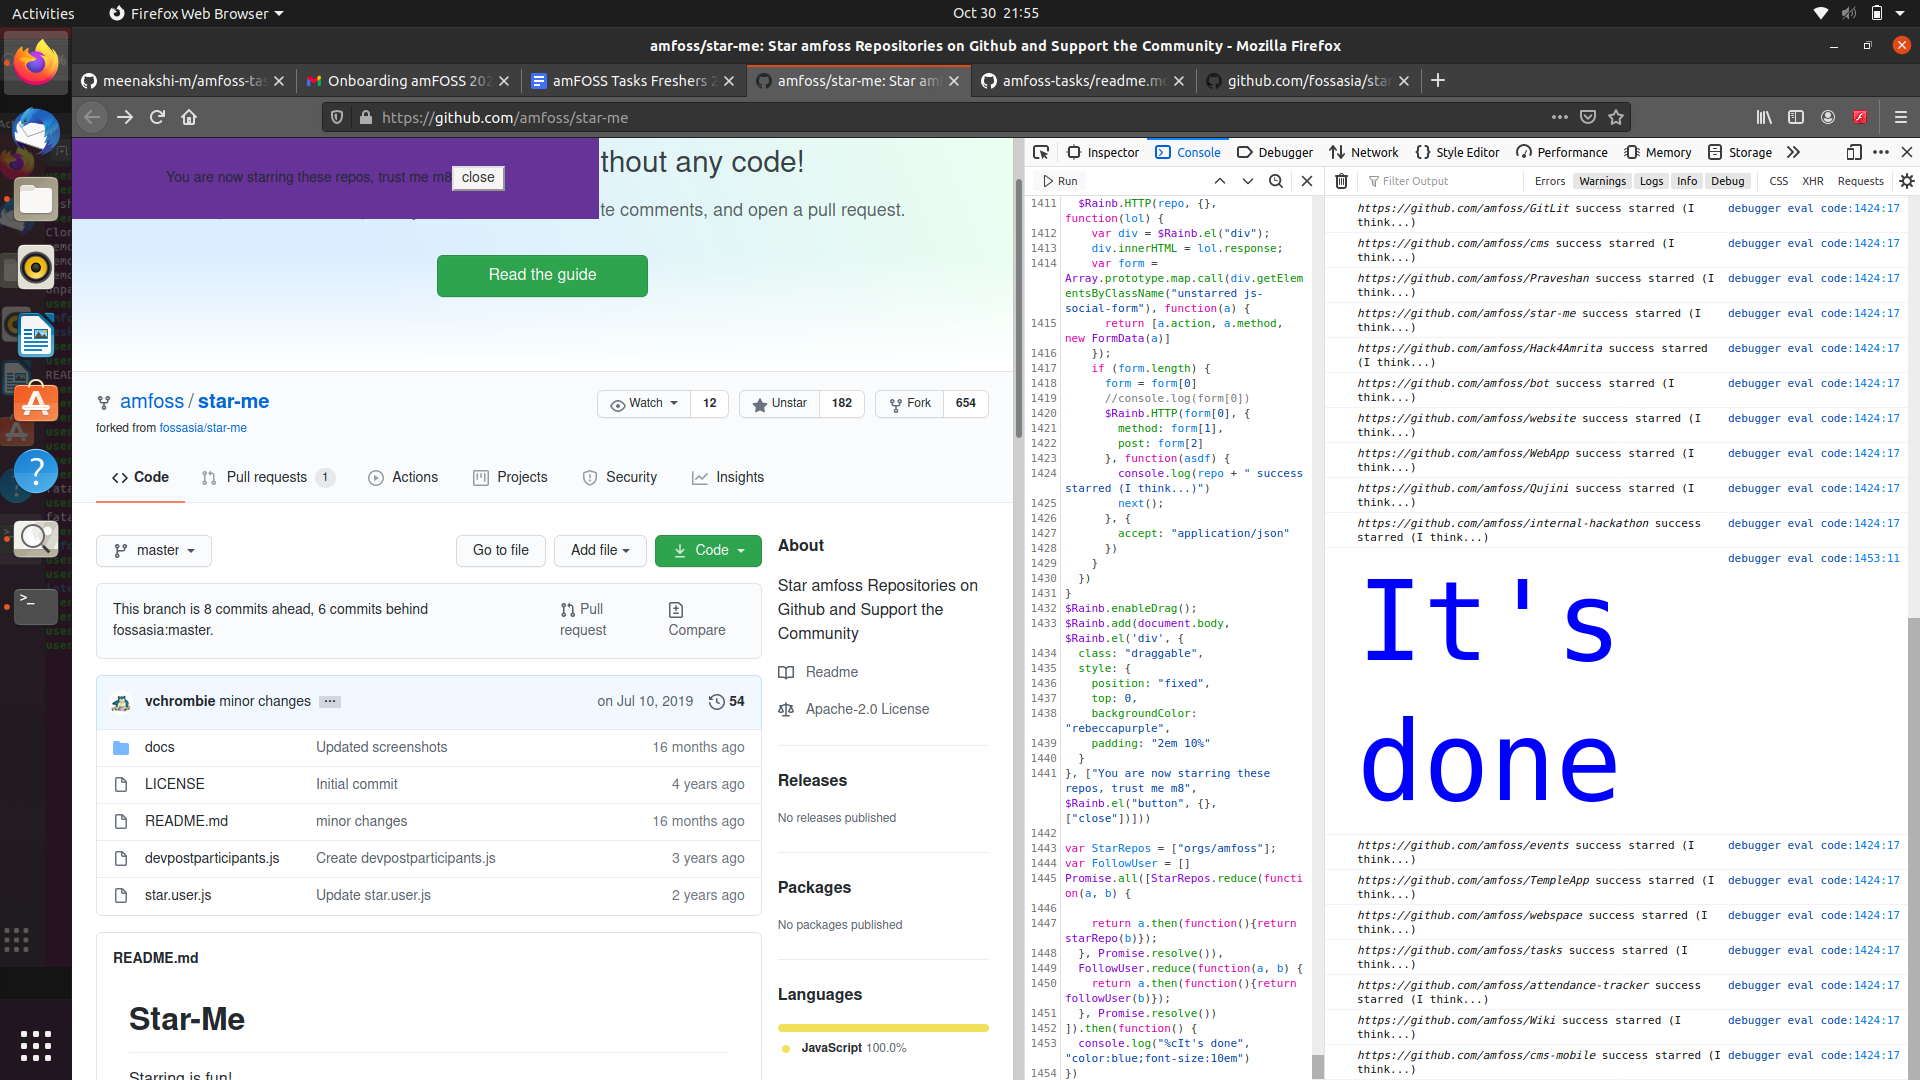 Activities
Firefox Web Browser
Oct 30 21:55
amfoss/star-me: Star amfoss Repositories on Github and Support the Community - Mozilla Firefox
meenakshi-m/amfoss-tas
Onboarding amFOSS 202
amFOSS Tasks Freshers 2
amfoss/star-me: Star am
amfoss-tasks/readme.m
github.com/fossasia/star
https://github.com/amfoss/star-me
You are now starring these repos, trust me m8
close
thout any code!
te comments, and open a pull request.
Read the guide
amfoss / star-me
forked from fossasia/star-me
Watch 12
Unstar 182
Fork 654
Code
Pull requests 1
Actions
Projects
Security
Insights
master
Go to file
Add file
Code
This branch is 8 commits ahead, 6 commits behind
fossasia:master.
Pull
request
Compare
vchrombie minor changes
on Jul 10, 2019
54
docs Updated screenshots 16 months ago
LICENSE Initial commit 4 years ago
README.md minor changes 16 months ago
devpostparticipants.js Create devpostparticipants.js 3 years ago
star.user.js Update star.user.js 2 years ago
README.md
Star-Me
Starring is fun!
About
Star amfoss Repositories on
Github and Support the
Community
Readme
Apache-2.0 License
Releases
No releases published
Packages
No packages published
Languages
JavaScript 100.0%
Inspector
Console
Debugger
Network
Style Editor
Performance
Memory
Storage
Run
Filter Output
Errors
Warnings
Logs
Info
Debug
CSS
XHR
Requests
1411 $Rainb.HTTP(repo, {},
function(lol) {
1412 var div = $Rainb.el("div");
1413 div.innerHTML = lol.response;
1414 var form =
Array.prototype.map.call(div.getElem
entsByClassName("unstarred js-
social-form"), function(a) {
1415 return [a.action, a.method,
new FormData(a)]
1416 });
1417 if (form.length) {
1418 form = form[0]
1419 //console.log(form[0])
1420 $Rainb.HTTP(form[0], {
1421 method: form[1],
1422 post: form[2]
1423 }, function(asdf) {
1424 console.log(repo + " success
starred (I think...)")
1425 next();
1426 }, {
1427 accept: "application/json"
1428 })
1429 }
1430 })
1431 }
1432 $Rainb.enableDrag();
1433 $Rainb.add(document.body,
$Rainb.el('div', {
1434 class: "draggable",
1435 style: {
1436 position: "fixed",
1437 top: 0,
1438 backgroundColor:
"rebeccapurple",
1439 padding: "2em 10%"
1440 }
1441 }, ["You are now starring these
repos, trust me m8",
$Rainb.el("button", {},
["close"])]))
1442
1443 var StarRepos = ["orgs/amfoss"];
1444 var FollowUser = []
1445 Promise.all([StarRepos.reduce(functi
on(a, b) {
1446
1447 return a.then(function(){return
starRepo(b)});
1448 }, Promise.resolve()),
1449 FollowUser.reduce(function(a, b) {
1450 return a.then(function(){return
followUser(b)});
1451 }, Promise.resolve())
1452 ]).then(function() {
1453 console.log("%cIt's done",
"color:blue;font-size:10em")
1454 })
https://github.com/amfoss/GitLit success starred (I debugger eval code:1424:17
think...)
https://github.com/amfoss/cms success starred (I debugger eval code:1424:17
think...)
https://github.com/amfoss/Praveshan success starred (I debugger eval code:1424:17
think...)
https://github.com/amfoss/star-me success starred (I debugger eval code:1424:17
think...)
https://github.com/amfoss/Hack4Amrita success starred debugger eval code:1424:17
(I think...)
https://github.com/amfoss/bot success starred (I debugger eval code:1424:17
think...)
https://github.com/amfoss/website success starred (I debugger eval code:1424:17
think...)
https://github.com/amfoss/WebApp success starred (I debugger eval code:1424:17
think...)
https://github.com/amfoss/Qujini success starred (I debugger eval code:1424:17
think...)
https://github.com/amfoss/internal-hackathon success debugger eval code:1424:17
starred (I think...)
debugger eval code:1453:11
It's
done
https://github.com/amfoss/events success starred (I debugger eval code:1424:17
think...)
https://github.com/amfoss/TempleApp success starred (I debugger eval code:1424:17
think...)
https://github.com/amfoss/webspace success starred (I debugger eval code:1424:17
think...)
https://github.com/amfoss/tasks success starred (I debugger eval code:1424:17
think...)
https://github.com/amfoss/attendance-tracker success debugger eval code:1424:17
starred (I think...)
https://github.com/amfoss/Wiki success starred (I debugger eval code:1424:17
think...)
https://github.com/amfoss/cms-mobile success starred (I debugger eval code:1424:17
think...)